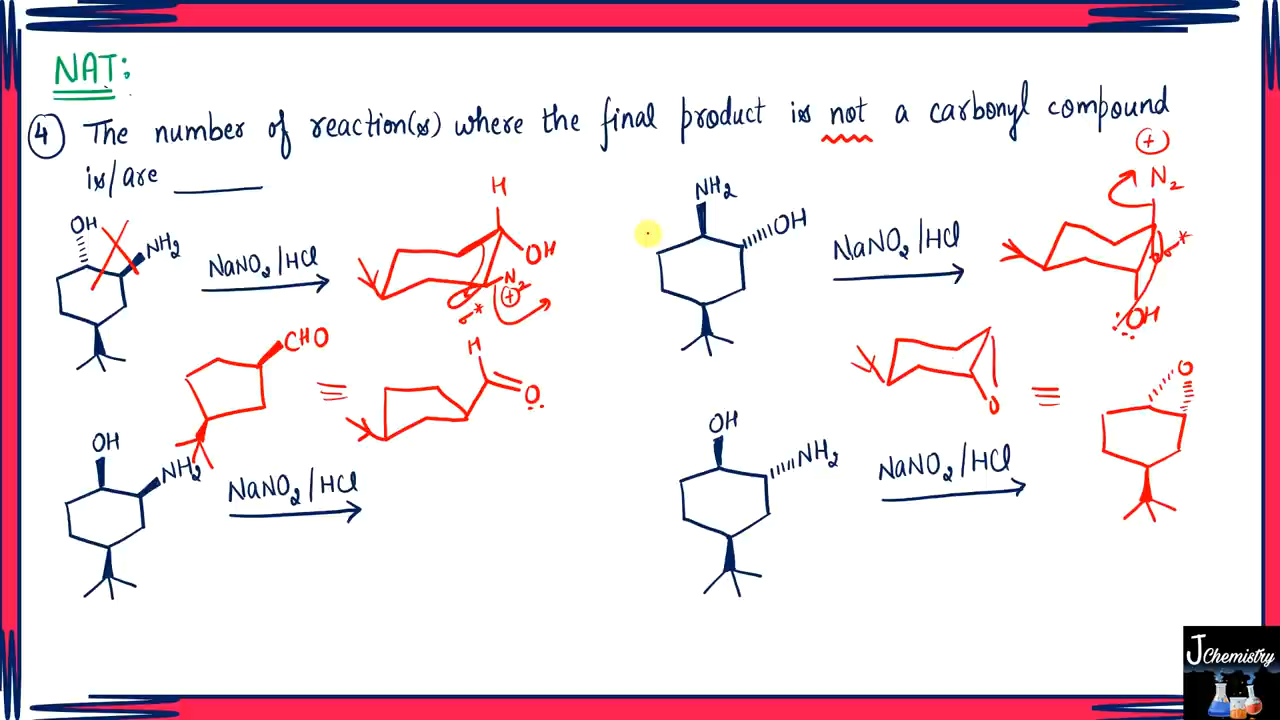 NAT:
4 The number of reaction(s) where the final product is not a carbonyl compound
is/are ______
OH
NH2
NaNO2/HCl
H
OH
N2
+
σ*
NH2
OH
NaNO2/HCl
+
N2
σ*
:OH
CHO
≡
H
O
O
≡
O
OH
NH2
NaNO2/HCl
OH
NH2
NaNO2/HCl
J Chemistry